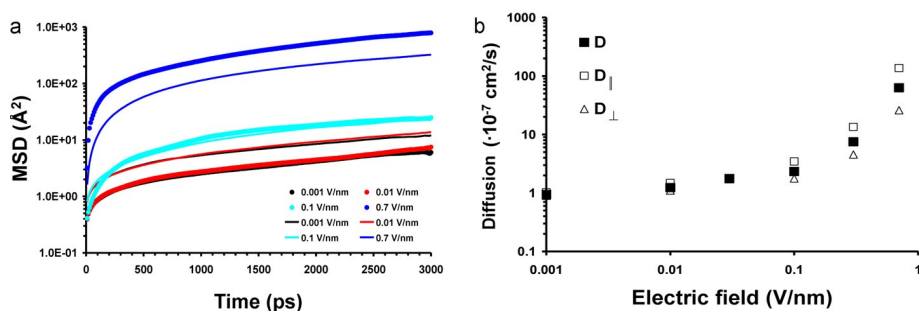 a
MSD (Å²)
1.0E+03
1.0E+02
1.0E+01
1.0E+00
1.0E-01
0.001 V/nm 0.01 V/nm
0.1 V/nm 0.7 V/nm
0.001 V/nm 0.01 V/nm
0.1 V/nm 0.7 V/nm
0 500 1000 1500 2000 2500 3000
Time (ps)
b
Diffusion (·10⁻⁷ cm²/s)
1000
100
10
1
0.1
D
D∥
D⊥
0.001 0.01 0.1 1
Electric field (V/nm)